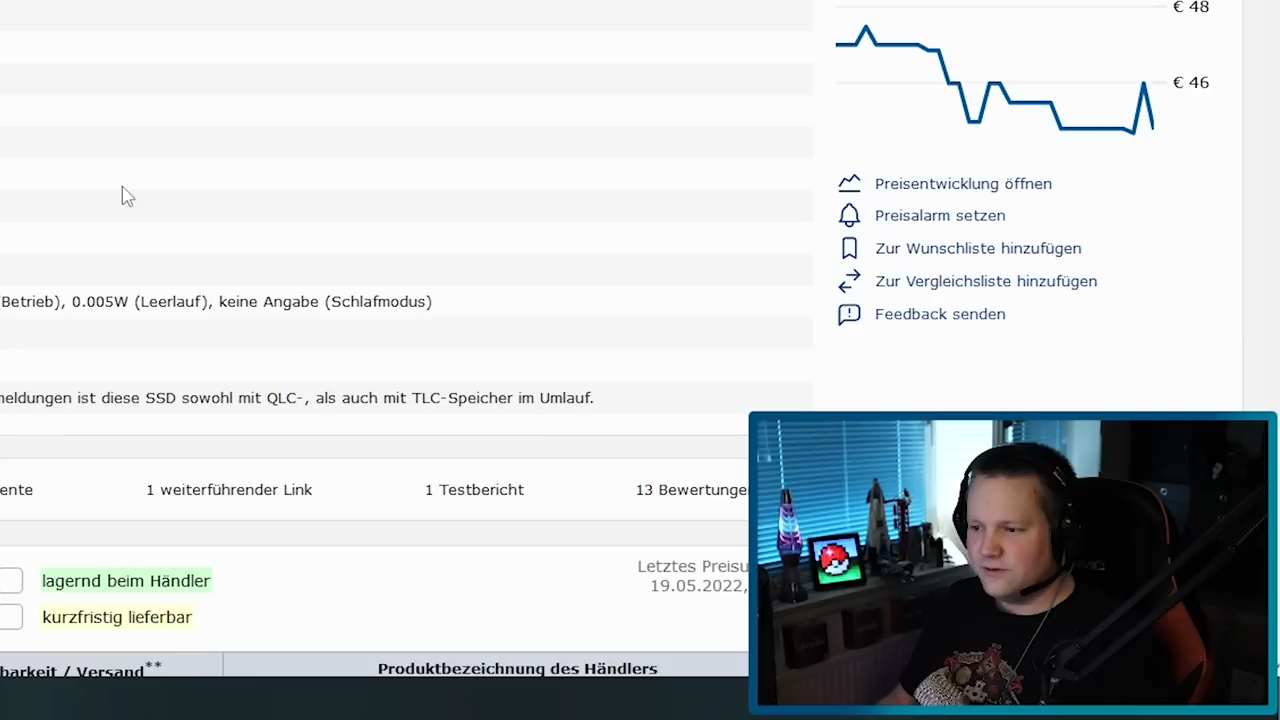 € 48
€ 46
Preisentwicklung öffnen
Preisalarm setzen
Zur Wunschliste hinzufügen
Zur Vergleichsliste hinzufügen
Feedback senden
Betrieb), 0.005W (Leerlauf), keine Angabe (Schlafmodus)
meldungen ist diese SSD sowohl mit QLC-, als auch mit TLC-Speicher im Umlauf.
ente 1 weiterführender Link 1 Testbericht 13 Bewertunge
lagernd beim Händler
Letztes Preisu
19.05.2022,
kurzfristig lieferbar
barkeit / Versand** Produktbezeichnung des Händlers